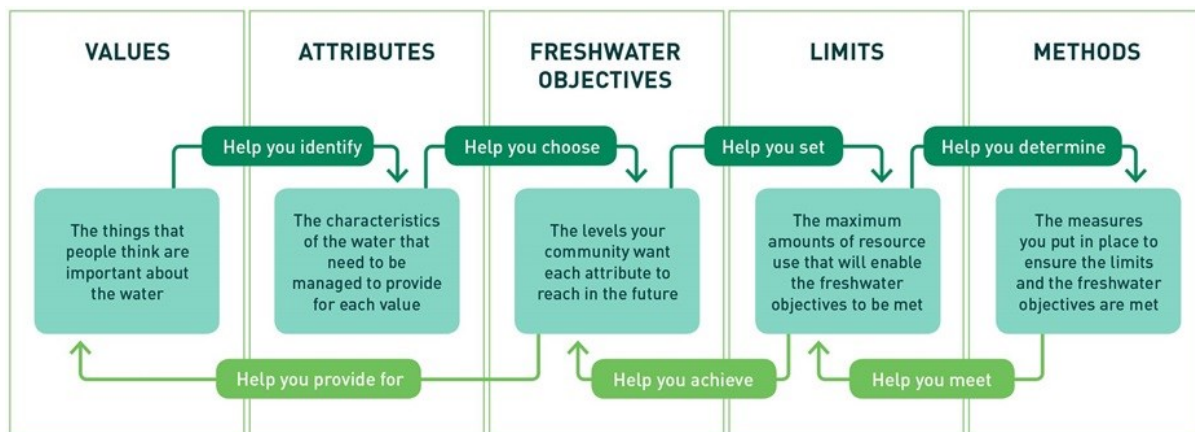 VALUES
ATTRIBUTES
FRESHWATER
OBJECTIVES
LIMITS
METHODS
Help you identify
Help you choose
Help you set
Help you determine
The things that
people think are
important about
the water
The characteristics
of the water that
need to be
managed to provide
for each value
The levels your
community want
each attribute to
reach in the future
The maximum
amounts of resource
use that will enable
the freshwater
objectives to be met
The measures
you put in place to
ensure the limits
and the freshwater
objectives are met
Help you provide for
Help you achieve
Help you meet